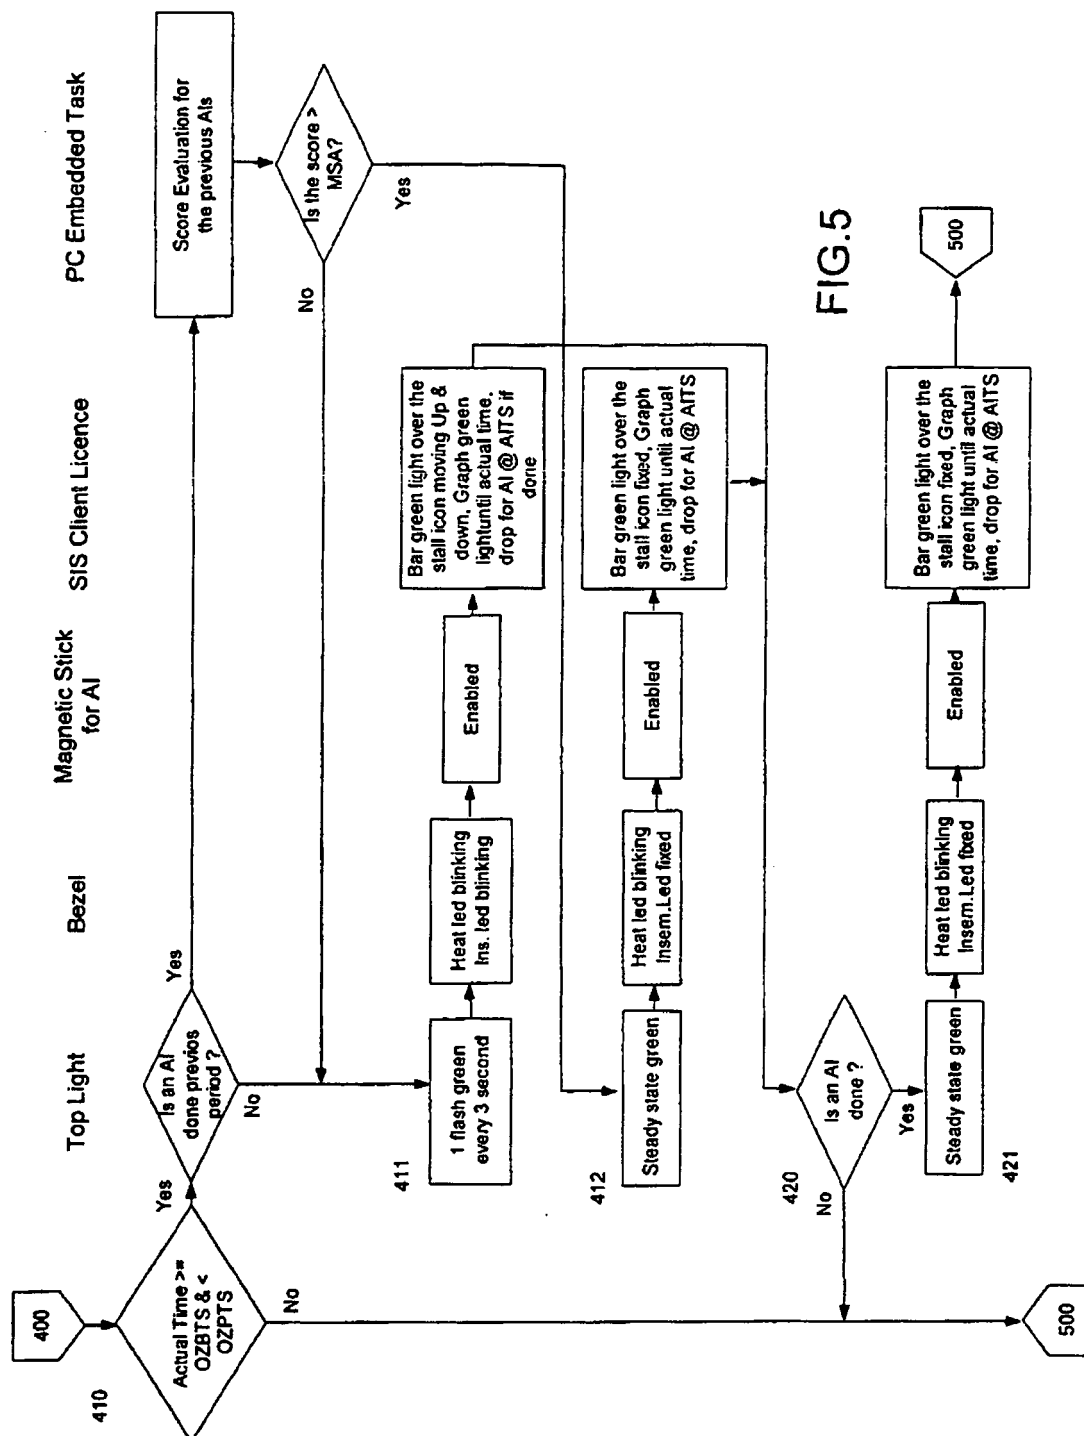 Top Light
Bezel
Magnetic Stick
for AI
SIS Client Licence
PC Embedded Task
400
410
Actual Time >=
OZBTS & <
OZPTS
Yes
No
Is an AI
done previos
period ?
Yes
No
Score Evaluation for
the previous AIs
Is the score >
MSA?
No
Yes
411
1 flash green
every 3 second
Heat led blinking
Ins. led blinking
Enabled
Bar green light over the
stall icon moving Up &
down, Graph green
lightuntil actual time,
drop for AI @ AITS if
done
412
Steady state green
Heat led blinking
Insem.Led fixed
Enabled
Bar green light over the
stall icon fixed, Graph
green light until actual
time, drop for AI @ AITS
420
Is an AI
done ?
No
Yes
421
Steady state green
Heat led blinking
Insem.Led fixed
Enabled
Bar green light over the
stall icon fixed, Graph
green light until actual
time, drop for AI @ AITS
500
500
FIG.5